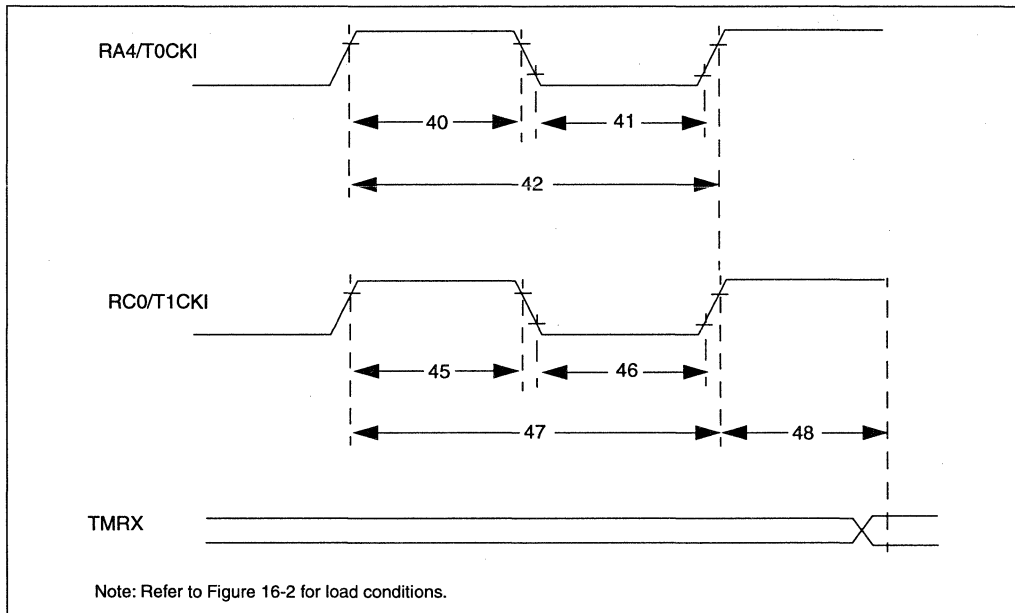 RA4/T0CKI
40
41
42
RC0/T1CKI
45
46
47
48
TMRX
Note: Refer to Figure 16-2 for load conditions.